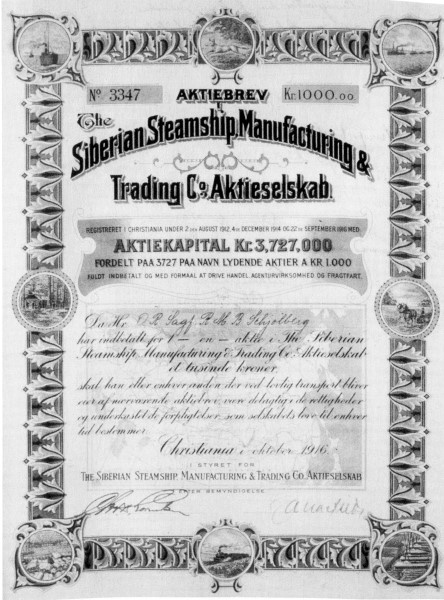 No 3347 AKTIEBREV Kr. 1000.00
The
Siberian Steamship, Manufacturing &
Trading Co. Aktieselskab.
REGISTRERET I CHRISTIANIA UNDER 2DEN AUGUST 1912, 4DE DECEMBER 1914 OG 22DE SEPTEMBER 1916 MED:
AKTIEKAPITAL Kr. 3,727,000
FORDELT PAA 3727 PAA NAVN LYDENDE AKTIER A KR. 1.000
FULDT INDBETALT OG MED FORMAAL AT DRIVE HANDEL, AGENTURVIRKSOMHED OG FRAGTFART.
Da Hr. Schjølberg
har indbetalt for 1 — en — aktie i The Siberian
Steamship, Manufacturing & Trading Co. Aktieselskab
et tusinde kroner,
skal han eller enhver anden der ved lovlig transport bliver
eier af nærværende aktiebrev, være delagtig i de rettigheder
og underkastet de forpligtelser, som selskabets love til enhver
tid bestemmer.
Christiania i oktober 1916.
I STYRET FOR
THE SIBERIAN STEAMSHIP, MANUFACTURING & TRADING CO. AKTIESELSKAB
EFTER BEMYNDIGELSE